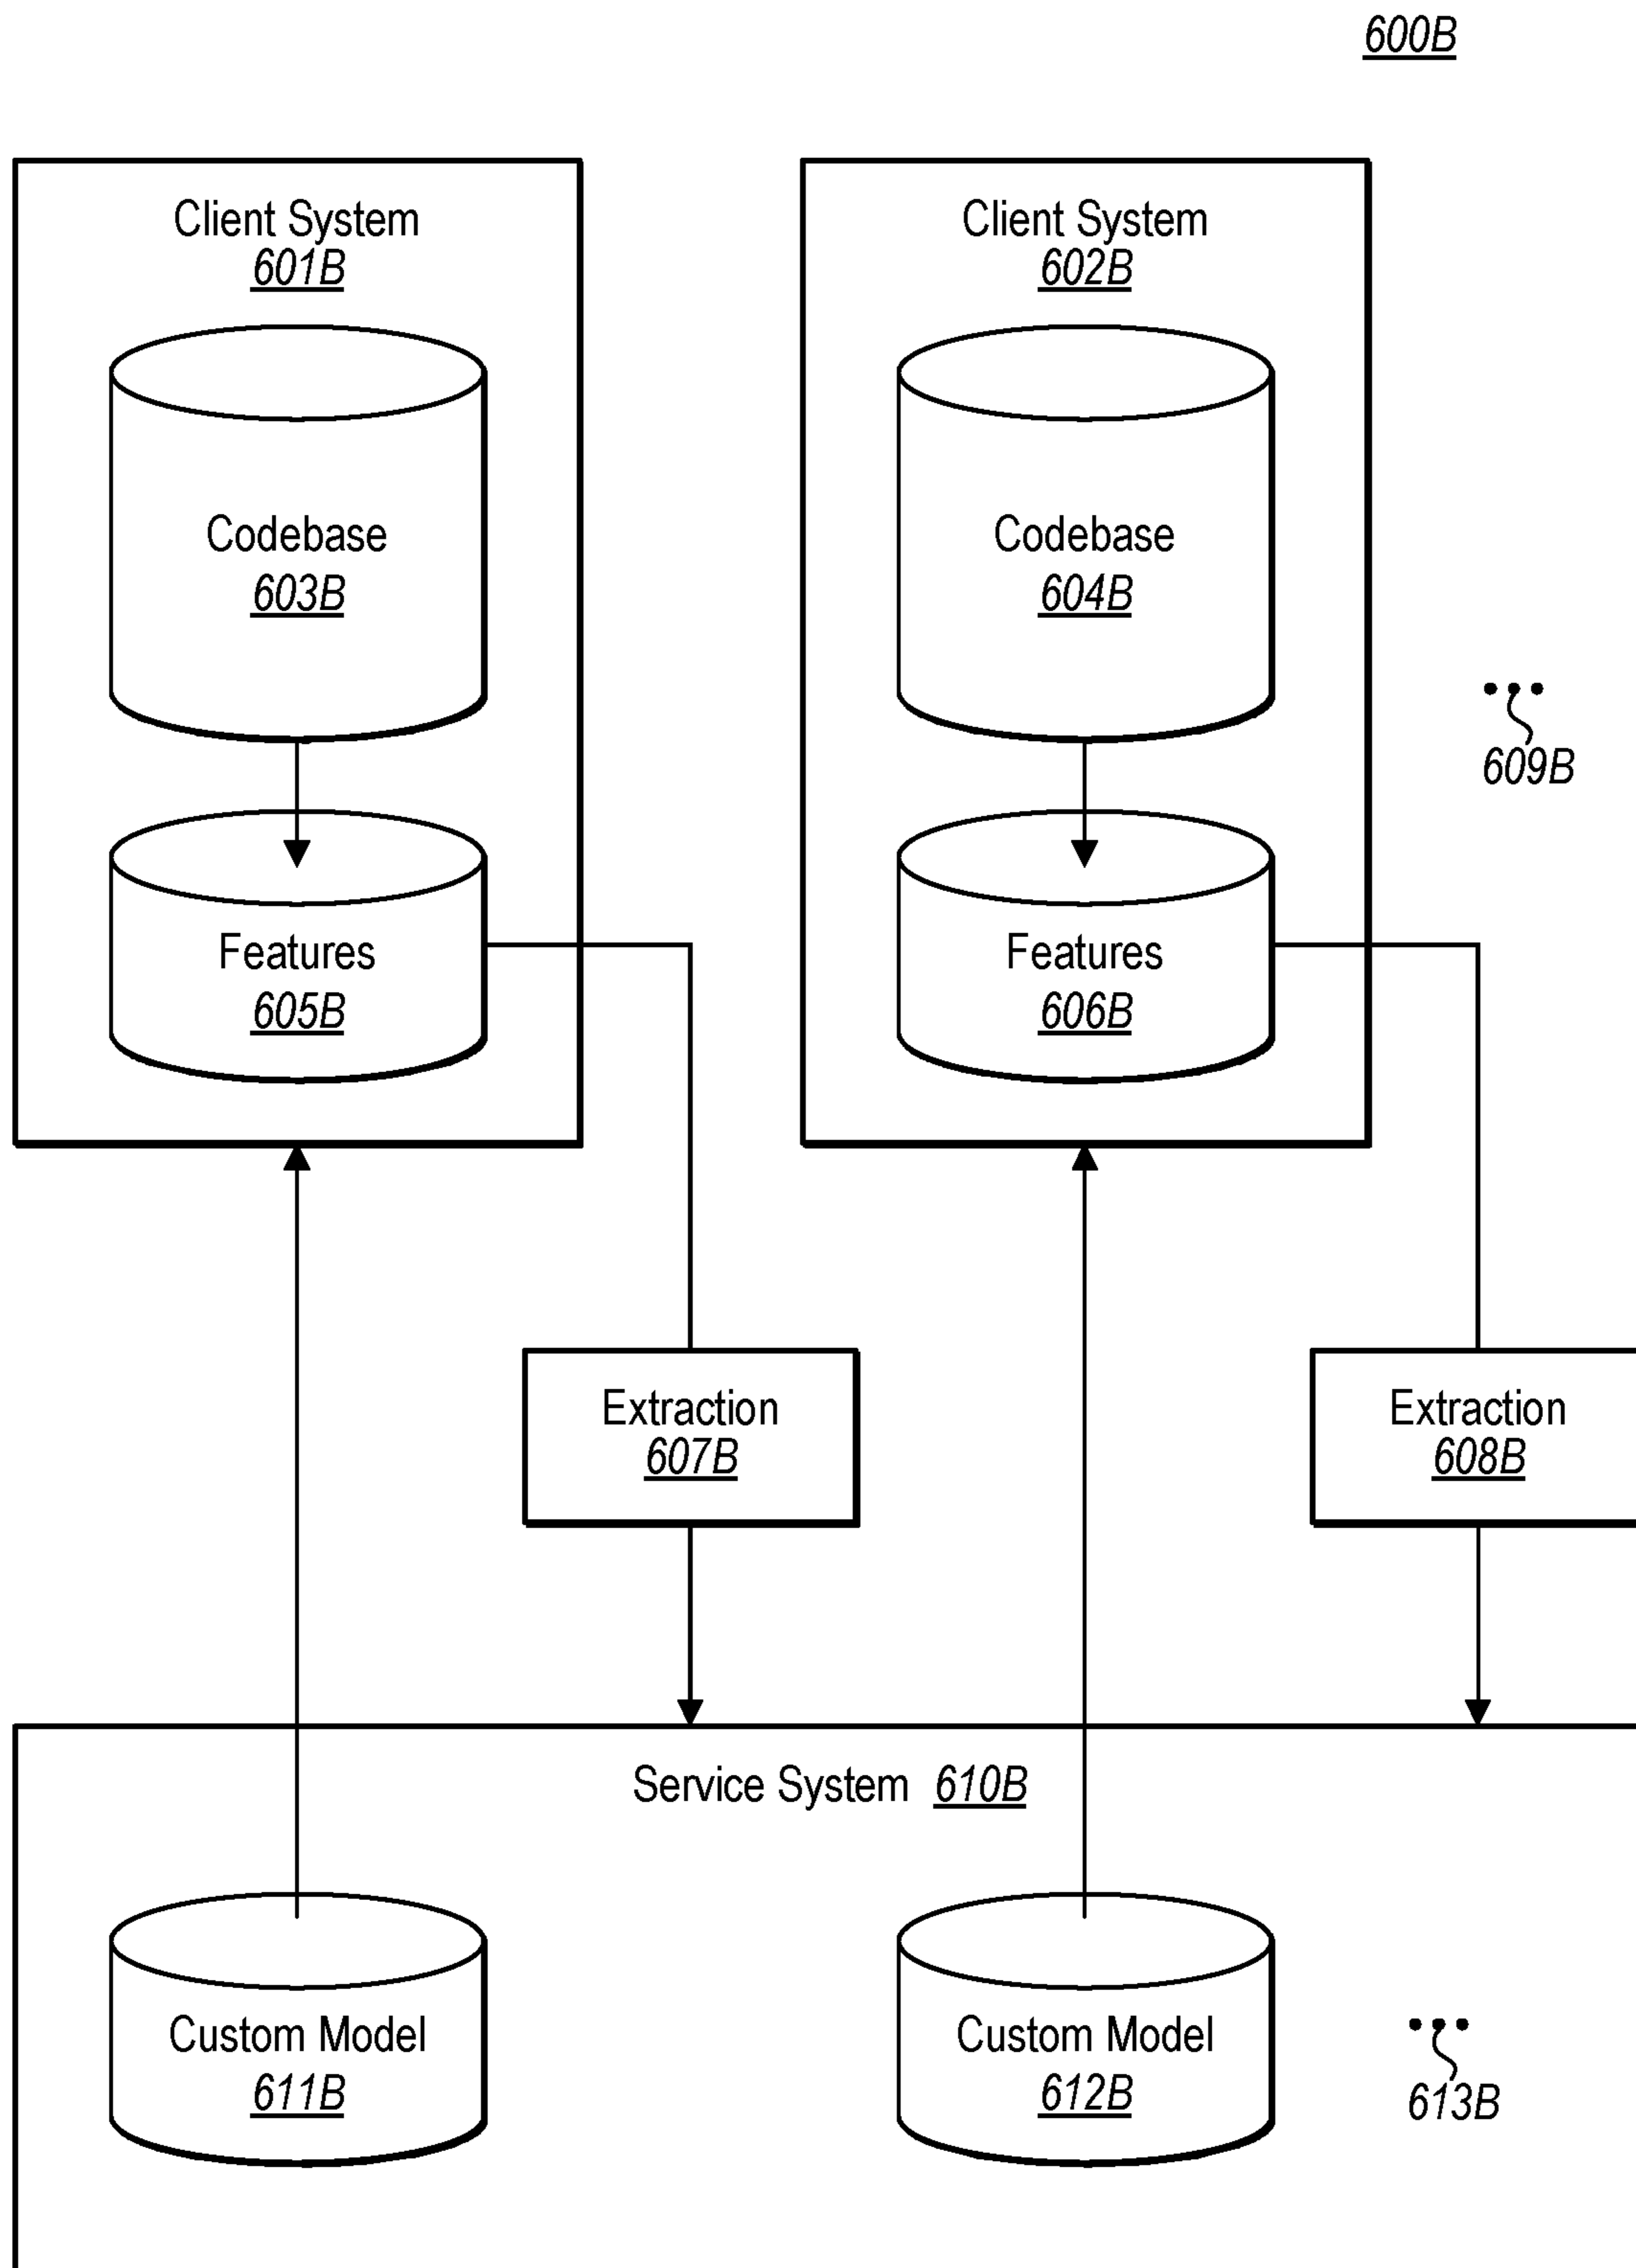 600B
Client System
601B
Codebase
603B
Features
605B
Client System
602B
Codebase
604B
Features
606B
609B
Extraction
607B
Extraction
608B
Service System 610B
Custom Model
611B
Custom Model
612B
613B